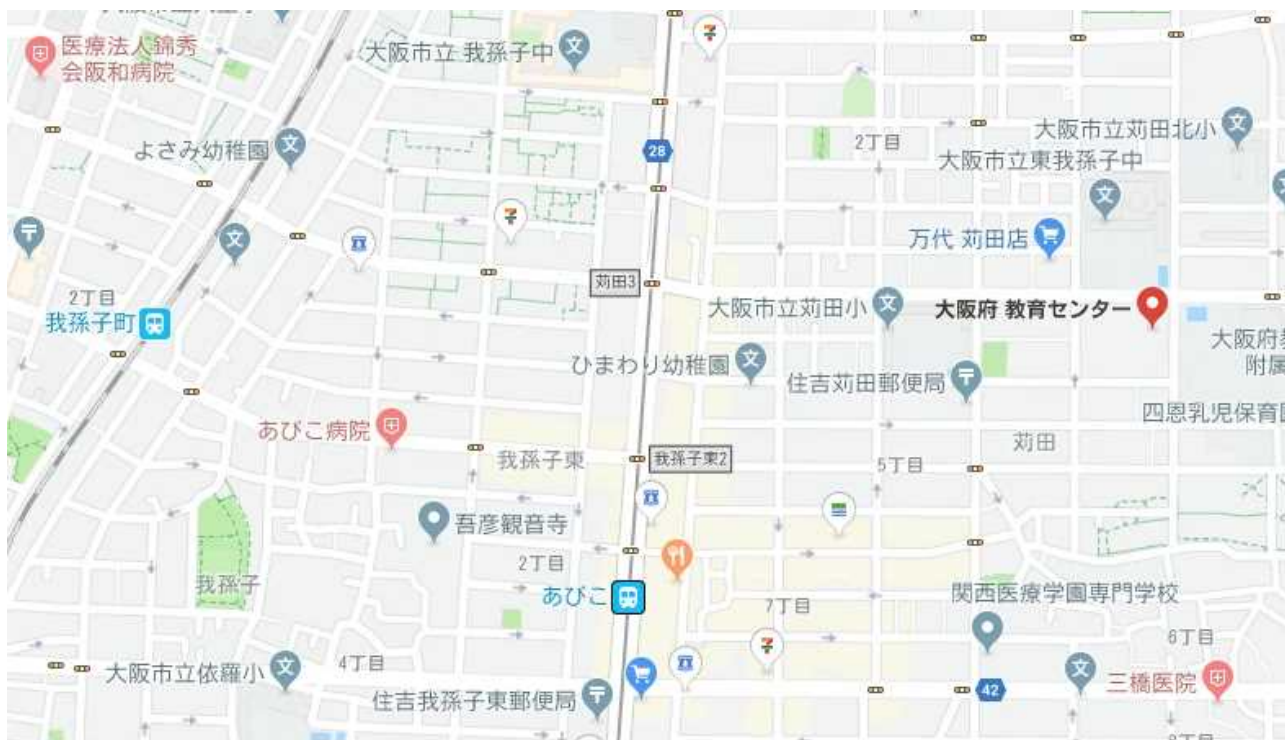 医療法人錦秀
会阪和病院
大阪市立 我孫子中
28
よさみ幼稚園
2丁目
大阪市立苅田北小
大阪市立東我孫子中
万代 苅田店
苅田3
2丁目
我孫子町
大阪市立苅田小
大阪府 教育センター
大阪府
附属
ひまわり幼稚園
住吉苅田郵便局
四恩乳児保育園
あびこ病院
我孫子東
我孫子東2
苅田
5丁目
吾彦観音寺
2丁目
我孫子
あびこ
7丁目
関西医療学園専門学校
6丁目
大阪市立依羅小
4丁目
住吉我孫子東郵便局
42
三橋医院